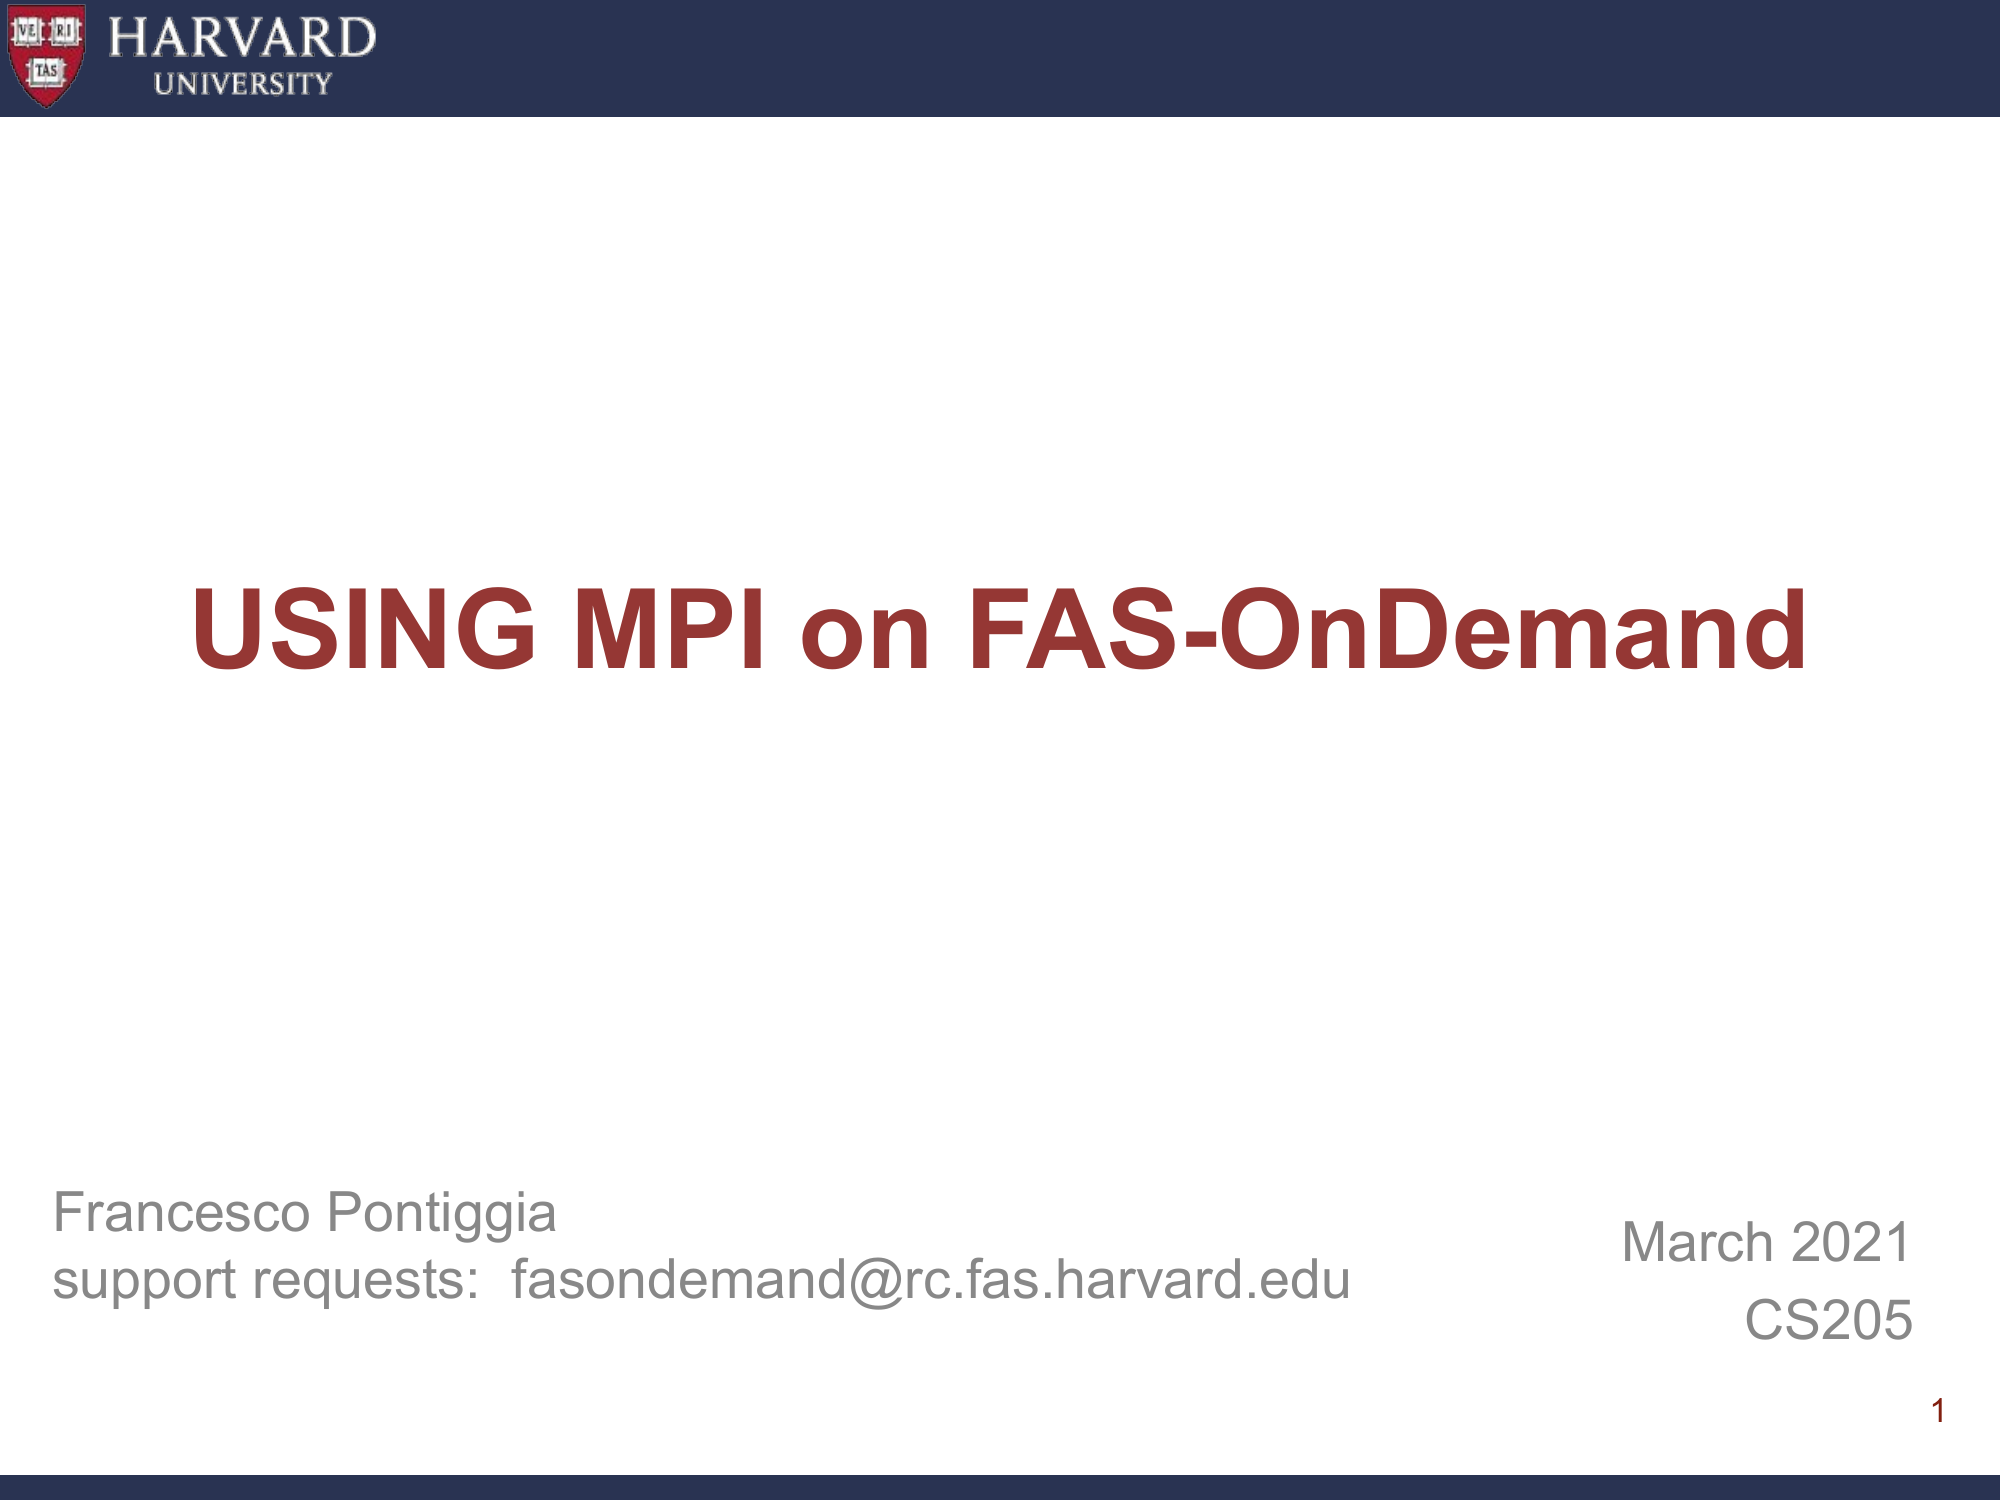 VE RI
TAS
HARVARD
UNIVERSITY
USING MPI on FAS-OnDemand
Francesco Pontiggia
support requests:  fasondemand@rc.fas.harvard.edu
March 2021
CS205
1